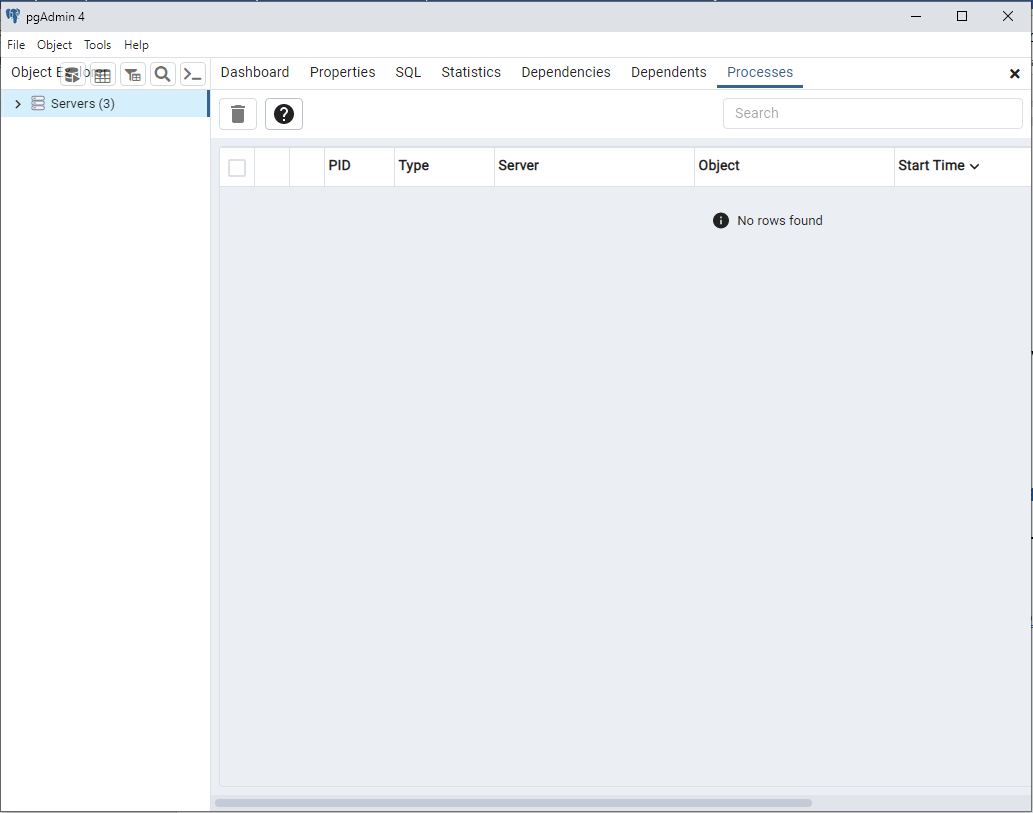 pgAdmin 4
File Object Tools Help
Object Explorer
Dashboard Properties SQL Statistics Dependencies Dependents Processes
Servers (3)
Search
PID Type Server Object Start Time
No rows found